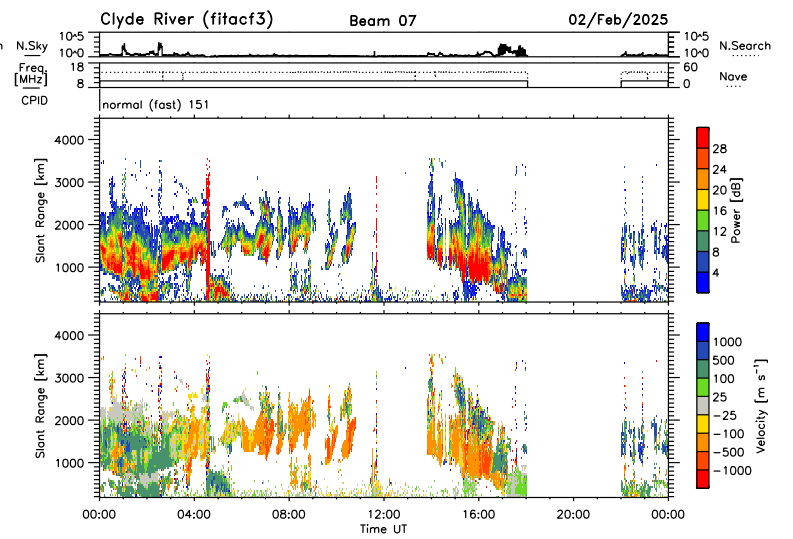 Clyde River (fitacf3) Beam 07 02/Feb/2025
N.Sky 10^5 10^0 10^5 10^0 N.Search
Freq. [MHz] 18 8 60 0 Nave
CPID normal (fast) 151
Slant Range [km] 4000 3000 2000 1000
Power [dB] 28 24 20 16 12 8 4
Slant Range [km] 4000 3000 2000 1000
Velocity [m s⁻¹] 1000 500 100 25 -25 -100 -500 -1000
00:00 04:00 08:00 12:00 16:00 20:00 00:00
Time UT